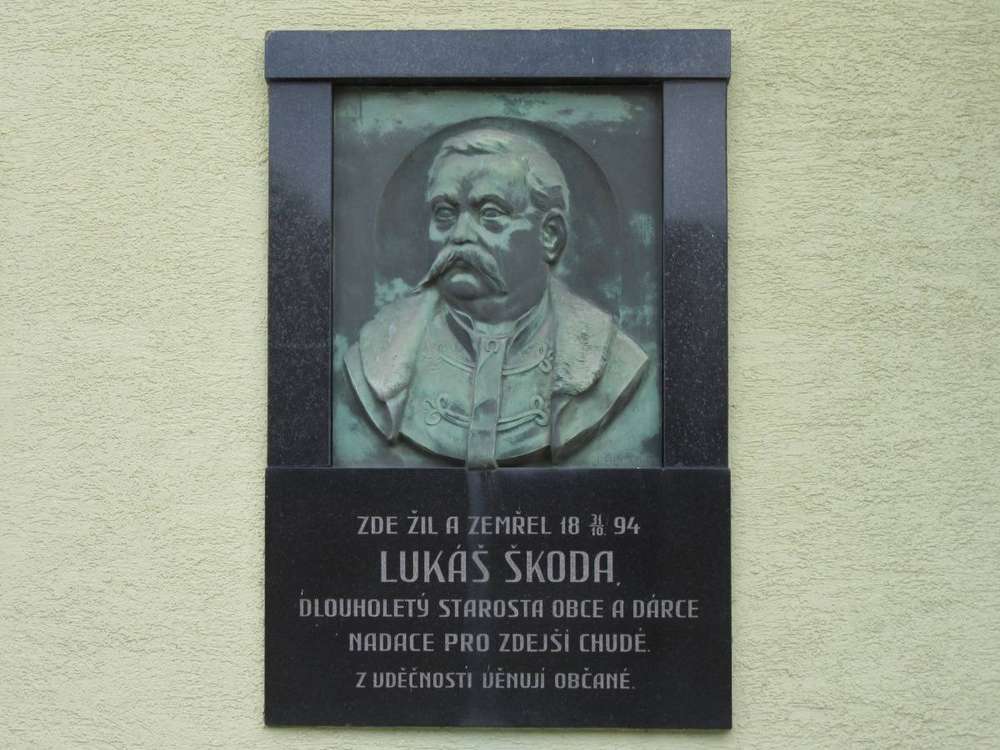 ZDE ŽIL A ZEMŘEL 18 31/10. 94
LUKÁŠ ŠKODA,
DLOUHOLETÝ STAROSTA OBCE A DÁRCE
NADACE PRO ZDEJŠÍ CHUDÉ.
Z VDĚČNOSTI VĚNUJÍ OBČANÉ.